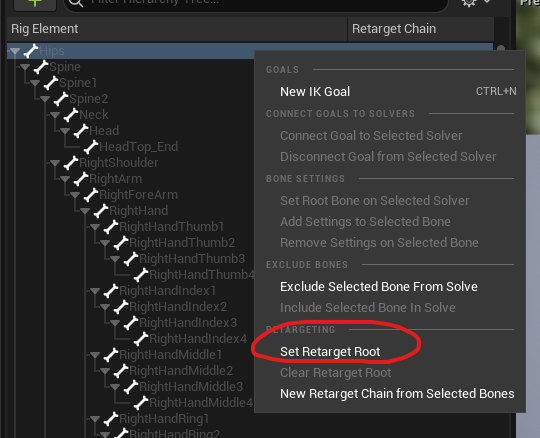 Filter Hierarchy Tree...
Rig Element
Retarget Chain
Hips
Spine
Spine1
Spine2
Neck
Head
HeadTop_End
RightShoulder
RightArm
RightForeArm
RightHand
RightHandThumb1
RightHandThumb2
RightHandThumb3
RightHandThumb4
RightHandIndex1
RightHandIndex2
RightHandIndex3
RightHandIndex4
RightHandMiddle1
RightHandMiddle2
RightHandMiddle3
RightHandMiddle4
RightHandRing1
RightHandRing2
GOALS
New IK Goal CTRL+N
CONNECT GOALS TO SOLVERS
Connect Goal to Selected Solver
Disconnect Goal from Selected Solver
BONE SETTINGS
Set Root Bone on Selected Solver
Add Settings to Selected Bone
Remove Settings on Selected Bone
EXCLUDE BONES
Exclude Selected Bone From Solve
Include Selected Bone In Solve
RETARGETING
Set Retarget Root
Clear Retarget Root
New Retarget Chain from Selected Bones